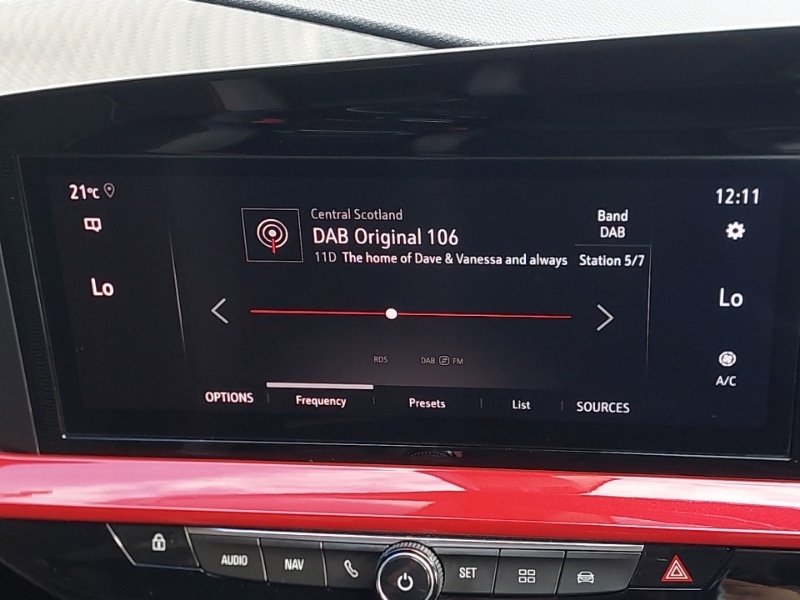 21°C
12:11
Central Scotland
DAB Original 106
11D The home of Dave & Vanessa and always
Band
DAB
Station 5/7
Lo
Lo
RDS
DAB FM
A/C
OPTIONS
Frequency
Presets
List
SOURCES
AUDIO
NAV
SET